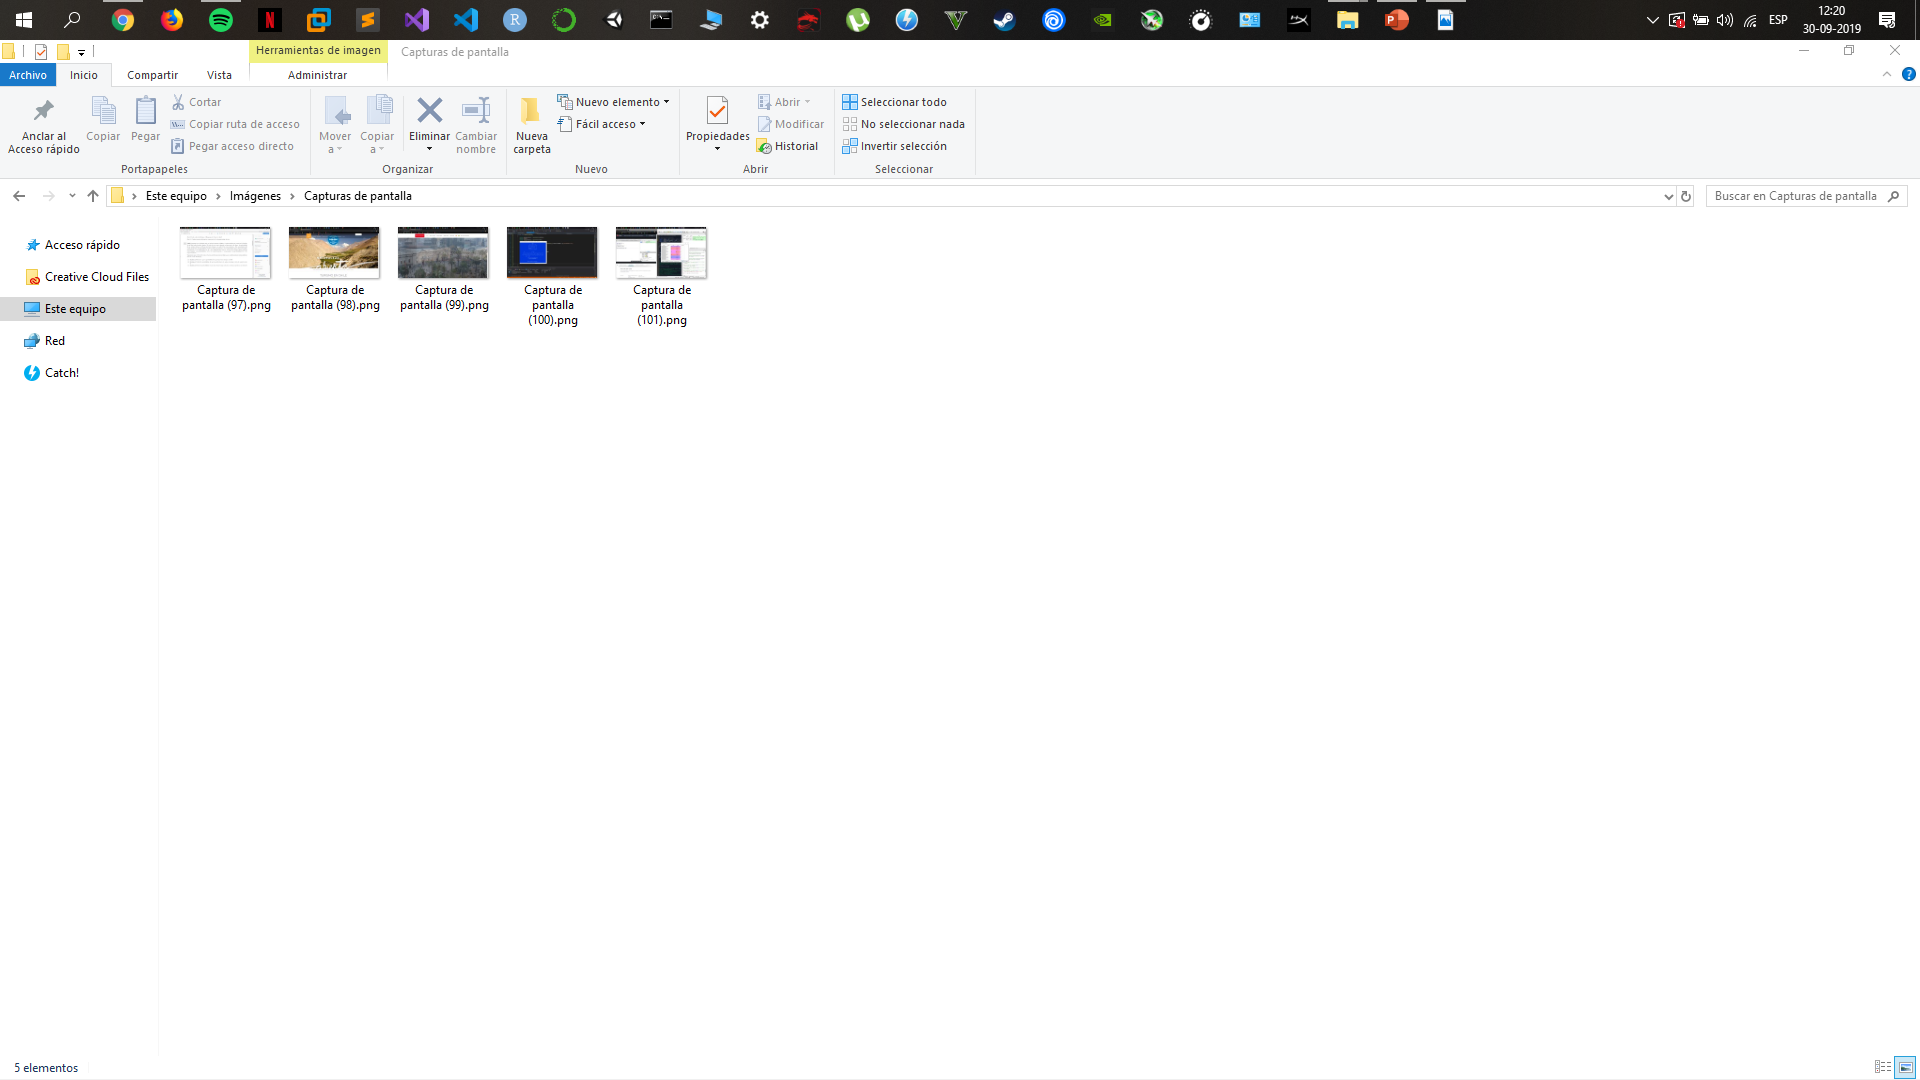 ESP
12:20
30-09-2019
Herramientas de imagen
Capturas de pantalla
Archivo
Inicio
Compartir
Vista
Administrar
Anclar al
Acceso rápido
Copiar
Pegar
Cortar
Copiar ruta de acceso
Pegar acceso directo
Portapapeles
Mover
a
Copiar
a
Eliminar
Cambiar
nombre
Organizar
Nueva
carpeta
Nuevo elemento
Fácil acceso
Nuevo
Propiedades
Abrir
Modificar
Historial
Abrir
Seleccionar todo
No seleccionar nada
Invertir selección
Seleccionar
Este equipo > Imágenes > Capturas de pantalla
Buscar en Capturas de pantalla
Acceso rápido
Creative Cloud Files
Este equipo
Red
Catch!
Captura de
pantalla (97).png
Captura de
pantalla (98).png
Captura de
pantalla (99).png
Captura de
pantalla
(100).png
Captura de
pantalla
(101).png
5 elementos